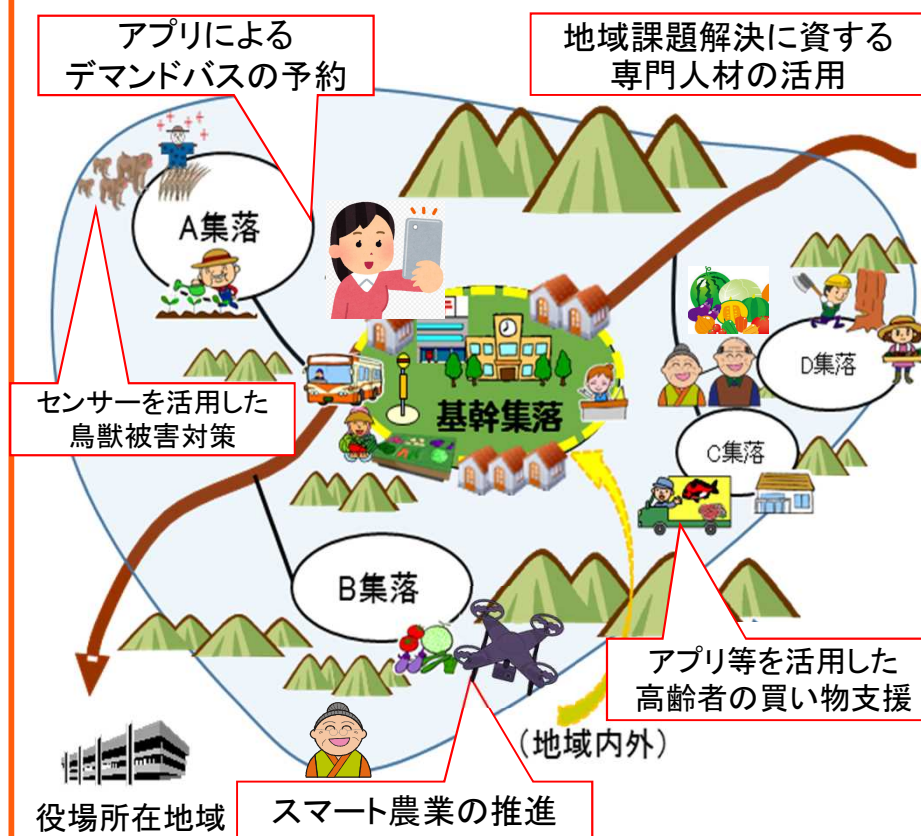 アプリによる
デマンドバスの予約
地域課題解決に資する
専門人材の活用
A集落
センサーを活用した
鳥獣被害対策
基幹集落
D集落
C集落
B集落
アプリ等を活用した
高齢者の買い物支援
（地域内外）
役場所在地域
スマート農業の推進